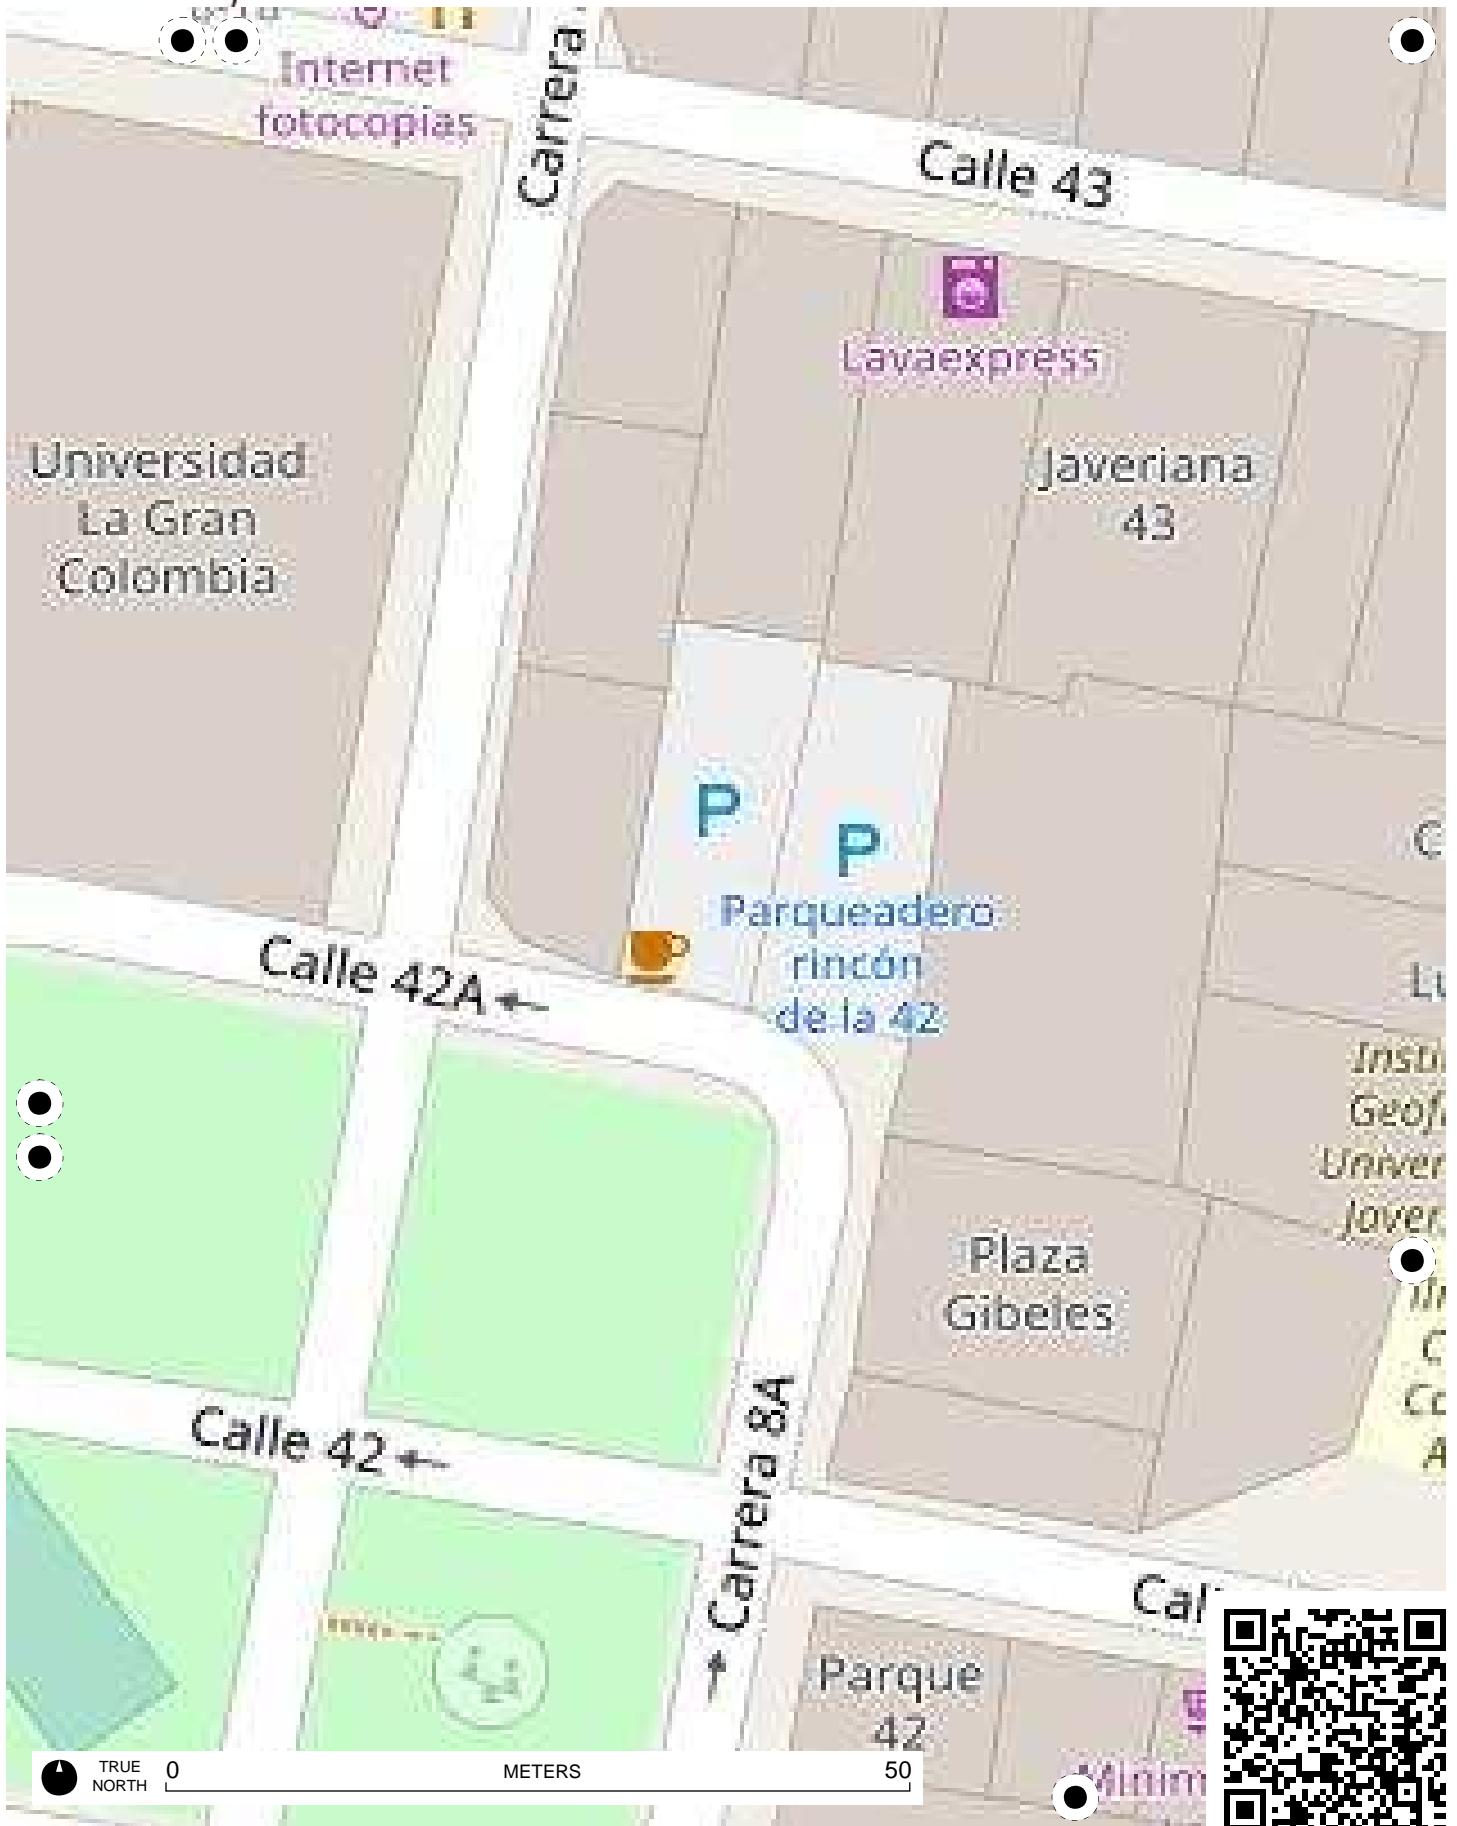 Internet
fotocopias
Carrera
Calle 43
Lavaexpress
Universidad
La Gran
Colombia
Javeriana
43
P
P
Parqueadero
rincón
de la 42
Calle 42A
Plaza
Gibeles
Calle 42
Carrera 8A
Parque
42
TRUE
NORTH
0
METERS
50